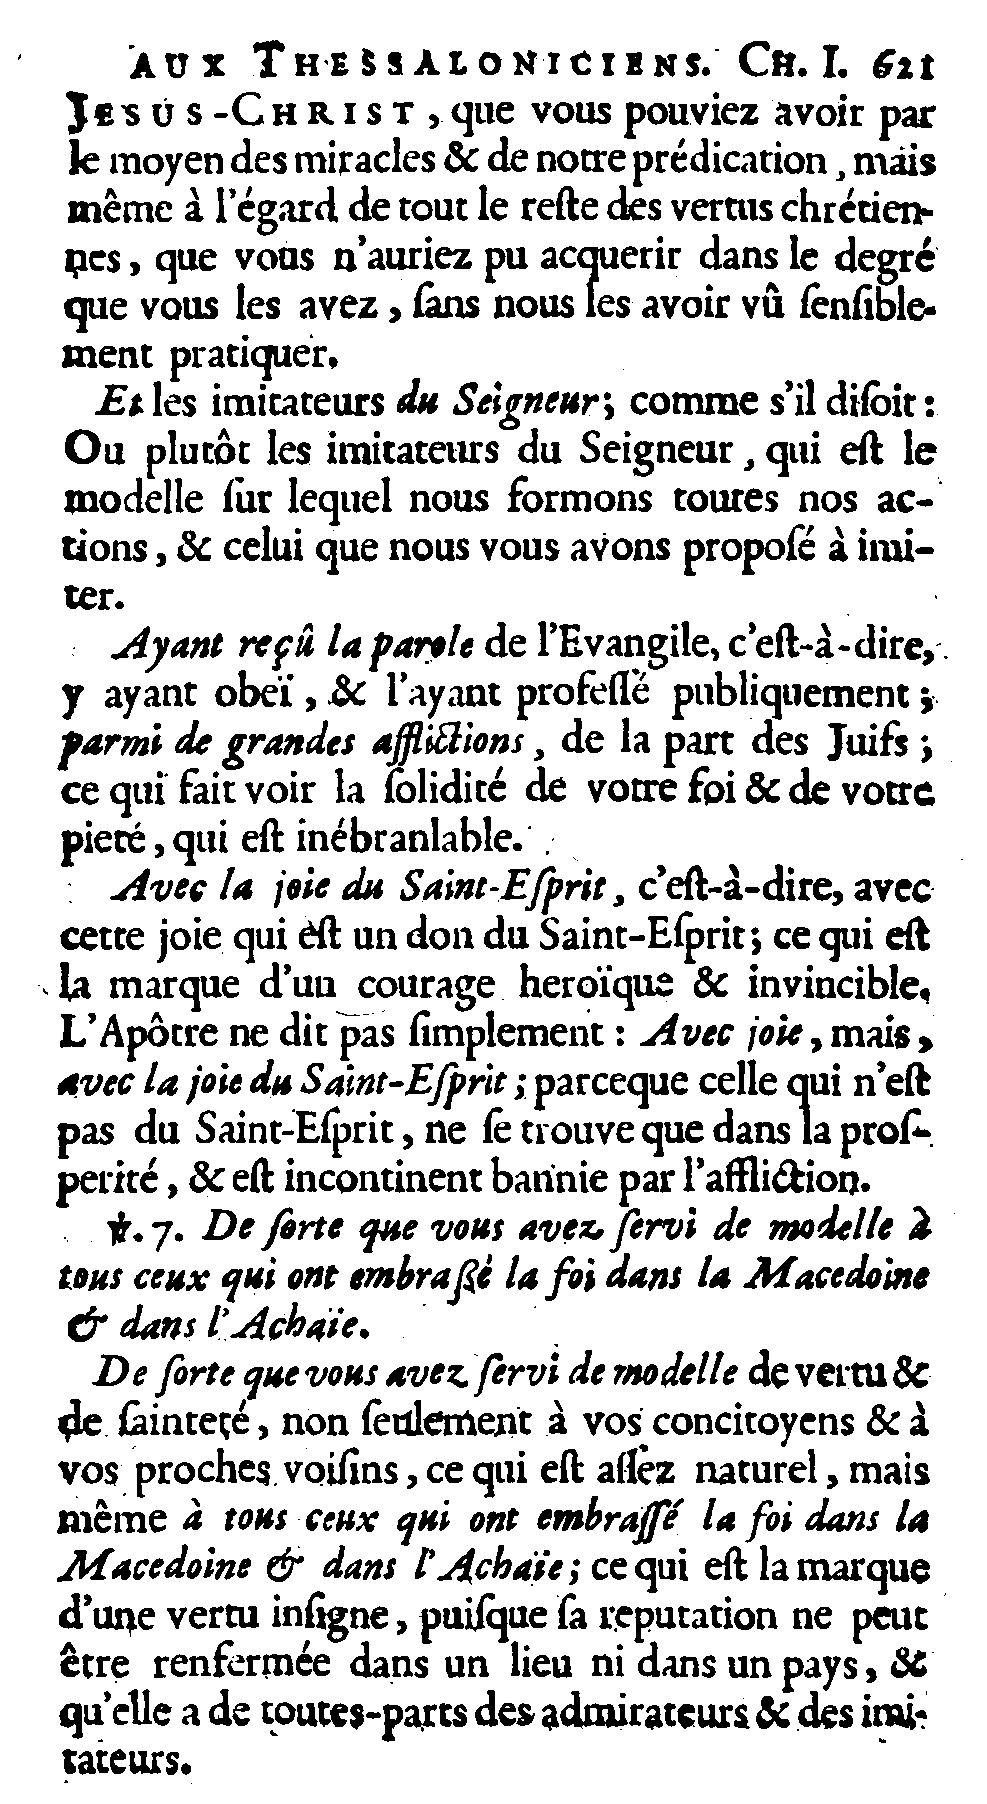 AUX THESSALONICIENS. CH. I. 621
JESUS-CHRIST, que vous pouviez avoir par
le moyen des miracles & de notre prédication, mais
même à l'égard de tout le reſte des vertus chrétien-
nes, que vous n'auriez pu acquerir dans le degré
que vous les avez, ſans nous les avoir vû ſenſible-
ment pratiquer.
Et les imitateurs du Seigneur; comme s'il diſoit:
Ou plutôt les imitateurs du Seigneur, qui eſt le
modelle ſur lequel nous formons toutes nos ac-
tions, & celui que nous vous avons propoſé à imi-
ter.
Ayant reçû la parole de l'Evangile, c'eſt-à-dire,
y ayant obeï, & l'ayant profeſſé publiquement;
parmi de grandes afflictions, de la part des Juifs;
ce qui fait voir la ſolidité de votre foi & de votre
pieté, qui eſt inébranlable.
Avec la joie du Saint-Eſprit, c'eſt-à-dire, avec
cette joie qui eſt un don du Saint-Eſprit; ce qui eſt
la marque d'un courage heroïque & invincible.
L'Apôtre ne dit pas ſimplement: Avec joie, mais,
avec la joie du Saint-Eſprit; parceque celle qui n'eſt
pas du Saint-Eſprit, ne ſe trouve que dans la proſ-
perité, & eſt incontinent bannie par l'affliction.
℣. 7. De ſorte que vous avez ſervi de modelle à
tous ceux qui ont embraßé la foi dans la Macedoine
& dans l'Achaïe.
De ſorte que vous avez ſervi de modelle de vertu &
de ſainteté, non ſeulement à vos concitoyens & à
vos proches voiſins, ce qui eſt aſſez naturel, mais
même à tous ceux qui ont embraſſé la foi dans la
Macedoine & dans l'Achaïe; ce qui eſt la marque
d'une vertu inſigne, puiſque ſa reputation ne peut
être renfermée dans un lieu ni dans un pays, &
qu'elle a de toutes-parts des admirateurs & des imi-
tateurs.